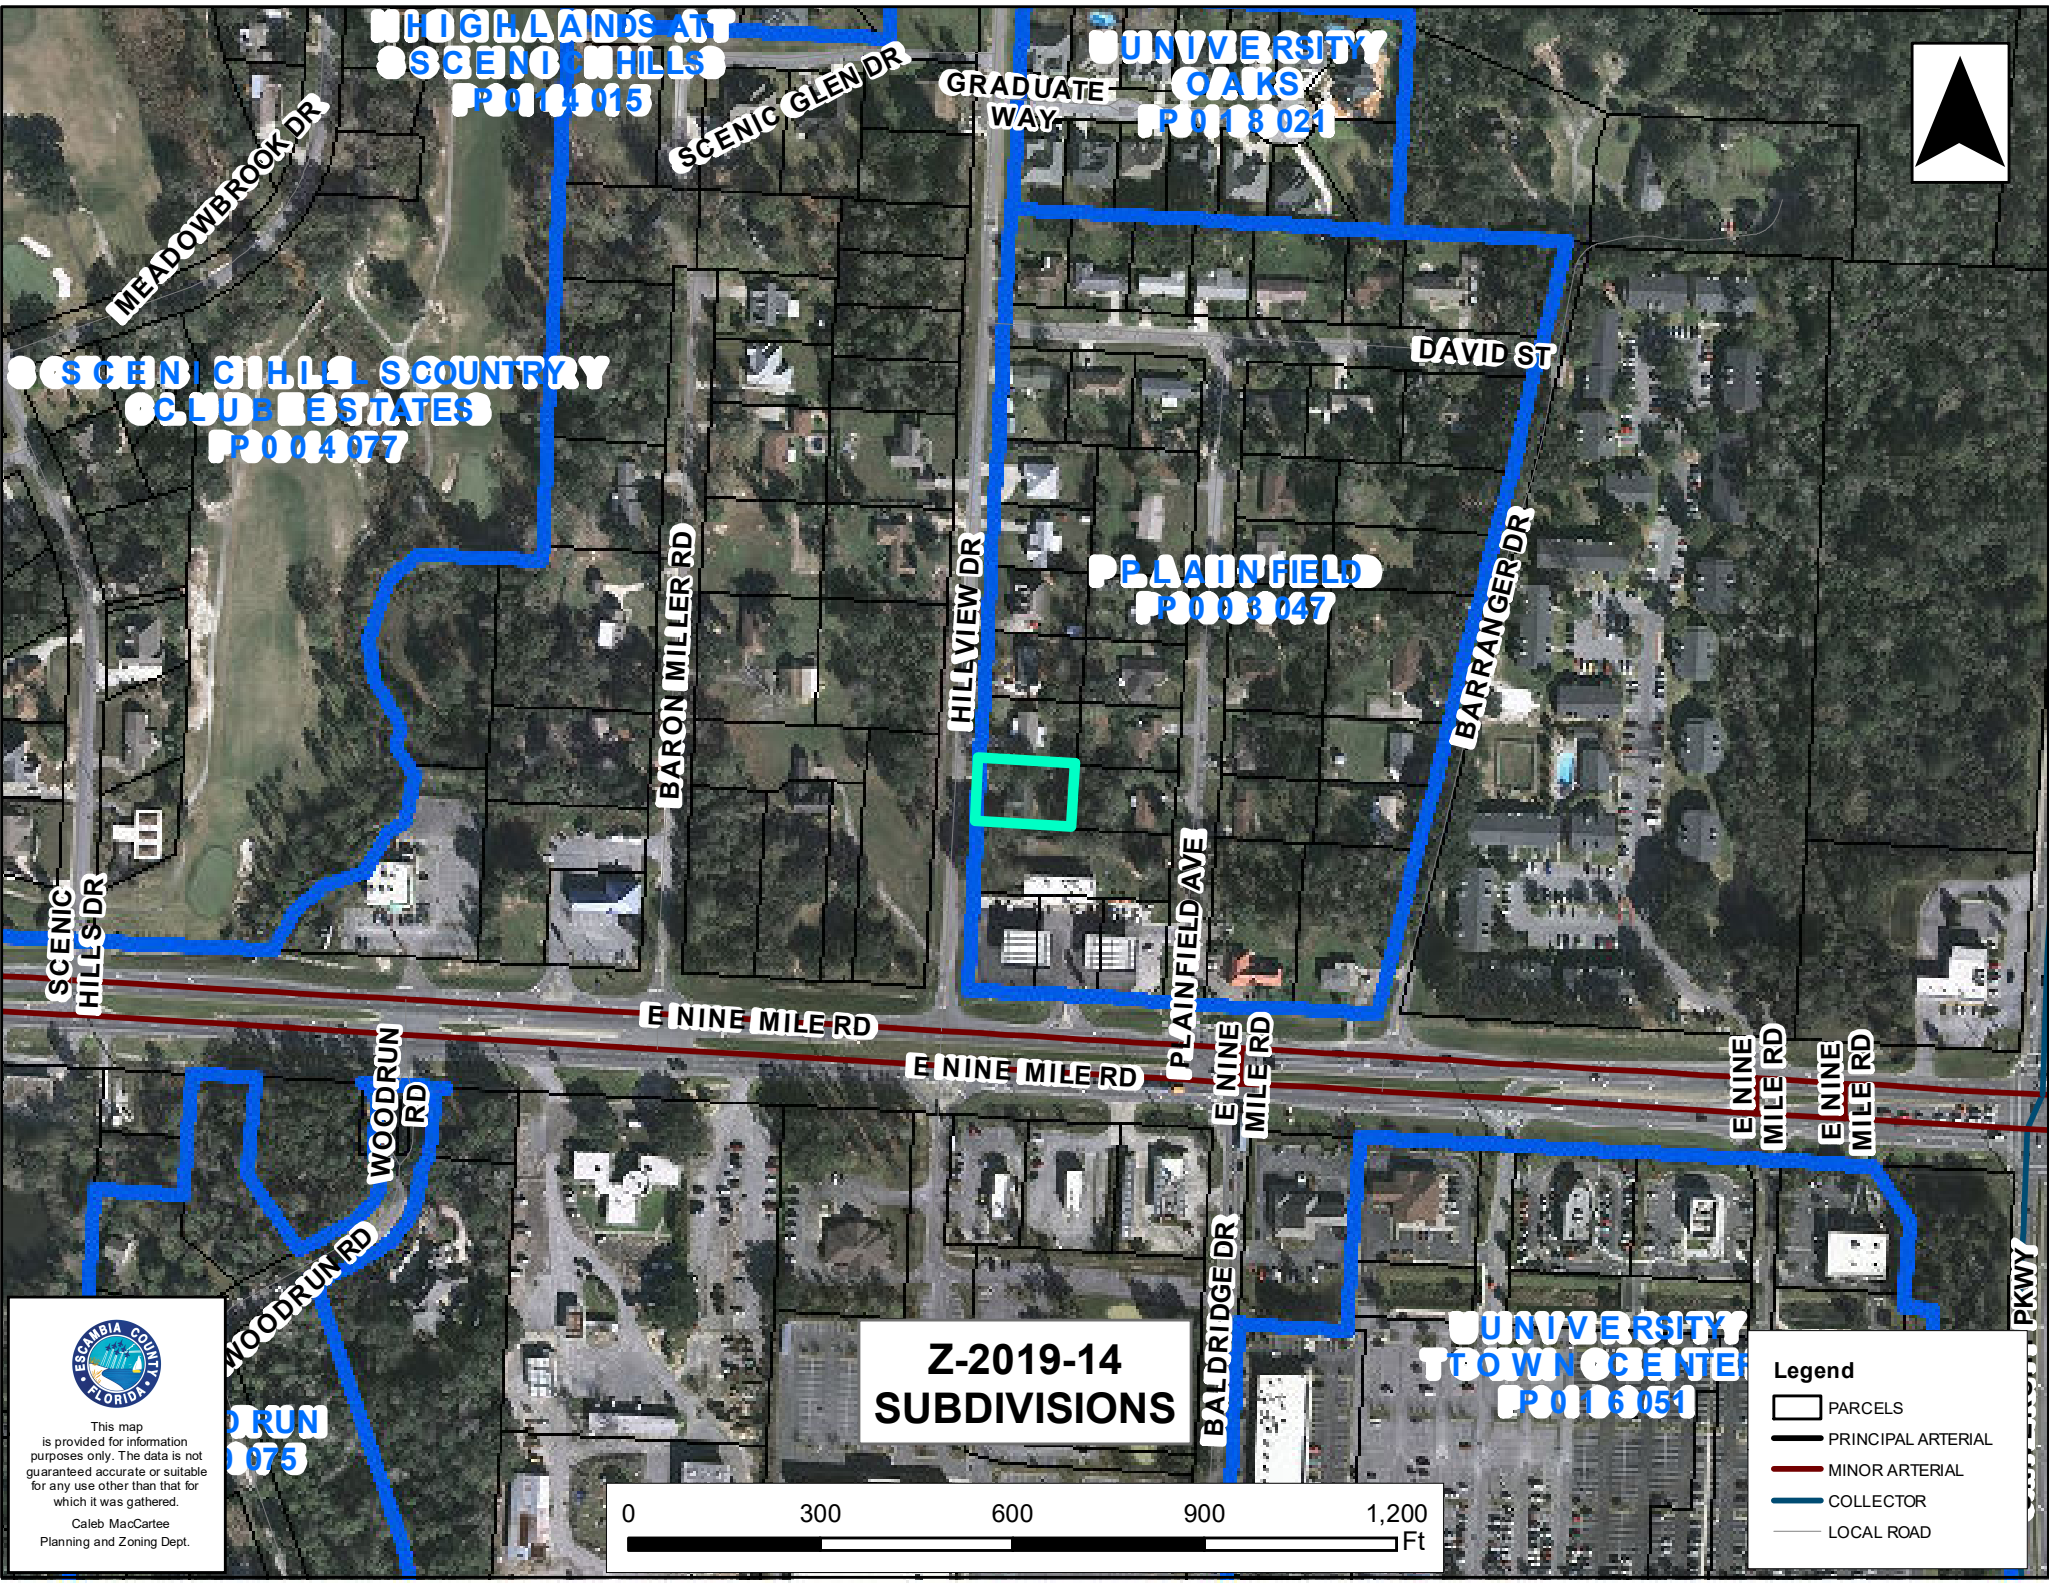 HIGHLANDS AT
SCENIC HILLS
P014015
SCENIC GLEN DR
GRADUATE
WAY
UNIVERSITY
OAKS
P018021
MEADOWBROOK DR
SCENIC HILLS COUNTRY
CLUB ESTATES
P004077
DAVID ST
BARON MILLER RD
HILLVIEW DR
PLAINFIELD
P003047
BARRANGER DR
SCENIC
HILLS DR
PLAINFIELD AVE
E NINE MILE RD
E NINE MILE RD
E NINE
MILE RD
E NINE
MILE RD
E NINE
MILE RD
WOODRUN
RD
WOODRUN RD
BALDRIDGE DR
PKWY
UNIVERSITY
TOWN CENTER
P016051
RUN
075
ESCAMBIA COUNTY
FLORIDA
This map
is provided for information
purposes only. The data is not
guaranteed accurate or suitable
for any use other than that for
which it was gathered.
Caleb MacCartee
Planning and Zoning Dept.
Z-2019-14
SUBDIVISIONS
0 300 600 900 1,200
Ft
Legend
PARCELS
PRINCIPAL ARTERIAL
MINOR ARTERIAL
COLLECTOR
LOCAL ROAD